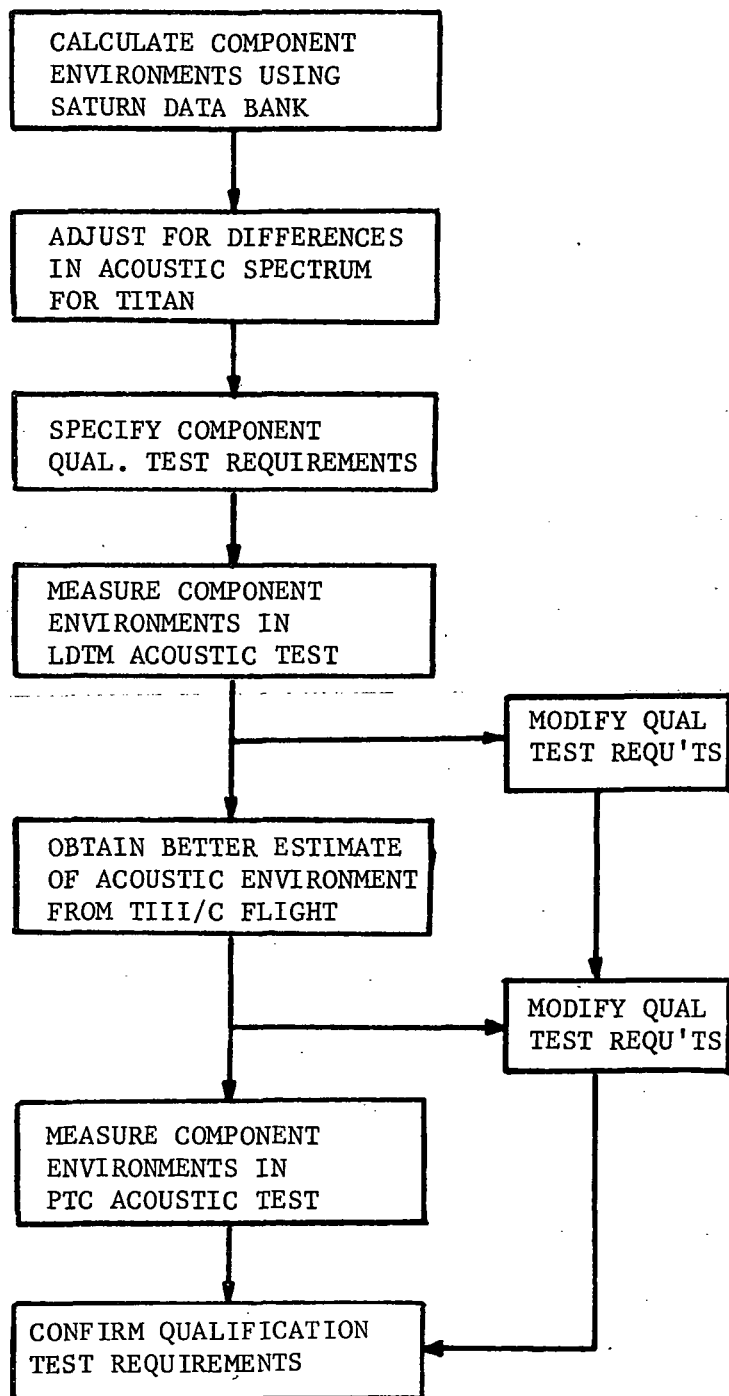 CALCULATE COMPONENT
ENVIRONMENTS USING
SATURN DATA BANK
ADJUST FOR DIFFERENCES
IN ACOUSTIC SPECTRUM
FOR TITAN
SPECIFY COMPONENT
QUAL. TEST REQUIREMENTS
MEASURE COMPONENT
ENVIRONMENTS IN
LDTM ACOUSTIC TEST
MODIFY QUAL
TEST REQU'TS
OBTAIN BETTER ESTIMATE
OF ACOUSTIC ENVIRONMENT
FROM TIII/C FLIGHT
MODIFY QUAL
TEST REQU'TS
MEASURE COMPONENT
ENVIRONMENTS IN
PTC ACOUSTIC TEST
CONFIRM QUALIFICATION
TEST REQUIREMENTS